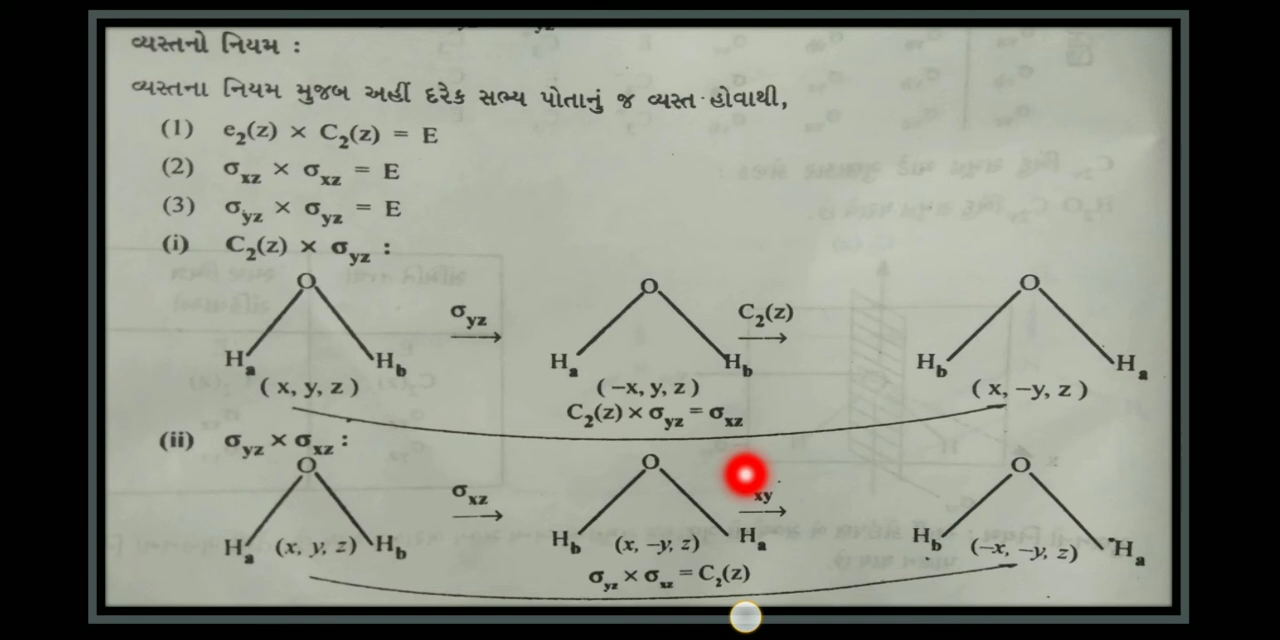 વ્યસ્તનો નિયમ :
વ્યસ્તના નિયમ મુજબ અહીં દરેક સભ્ય પોતાનું જ વ્યસ્ત હોવાથી,
(1) e₂(z) × C₂(z) = E
(2) σxz × σxz = E
(3) σyz × σyz = E
(i) C₂(z) × σyz :
O O O
σyz C₂(z)
Ha Hb Ha Hb Hb Ha
(x, y, z) (−x, y, z) (x, −y, z)
C₂(z) × σyz = σxz
(ii) σyz × σxz :
O O O
σxz xy
Ha (x, y, z) Hb Hb (x, −y, z) Ha Hb (−x, −y, z) Ha
σyz × σxz = C₂(z)